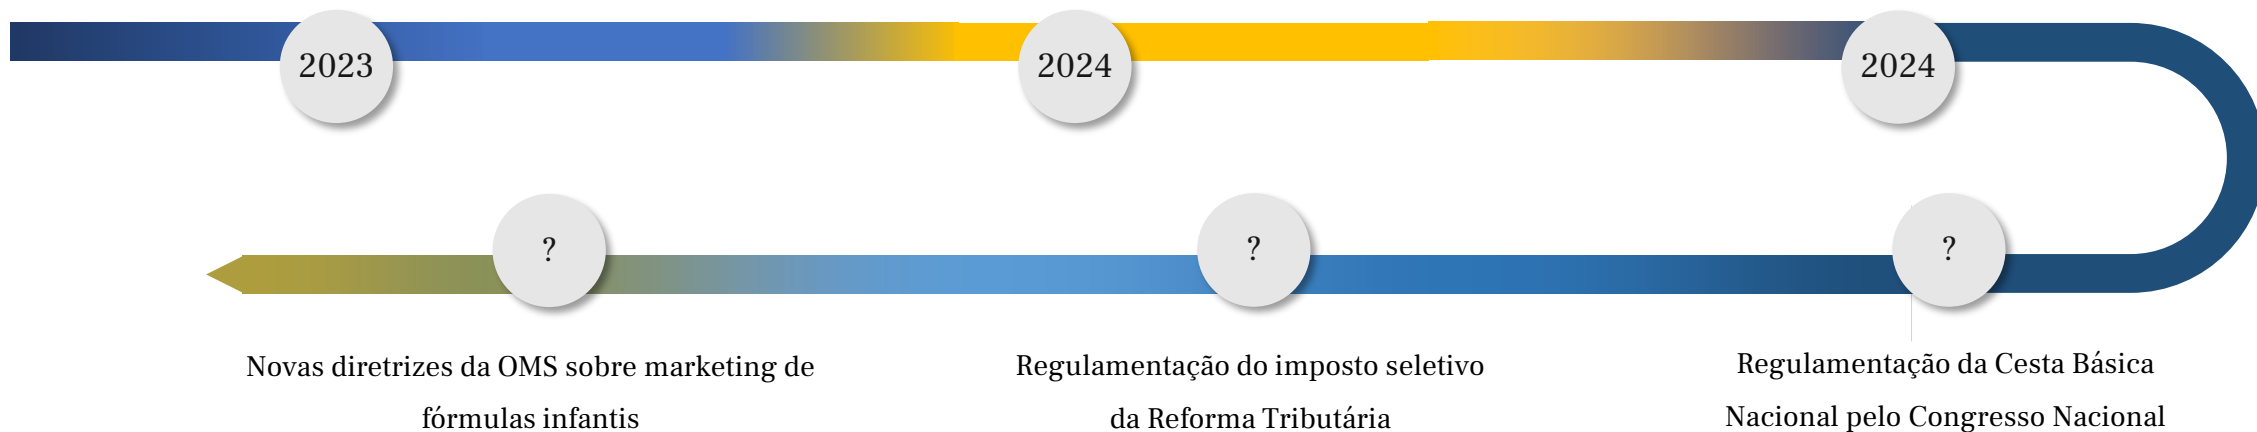 2023
2024
2024
?
?
?
Novas diretrizes da OMS sobre marketing de
fórmulas infantis
Regulamentação do imposto seletivo
da Reforma Tributária
Regulamentação da Cesta Básica
Nacional pelo Congresso Nacional